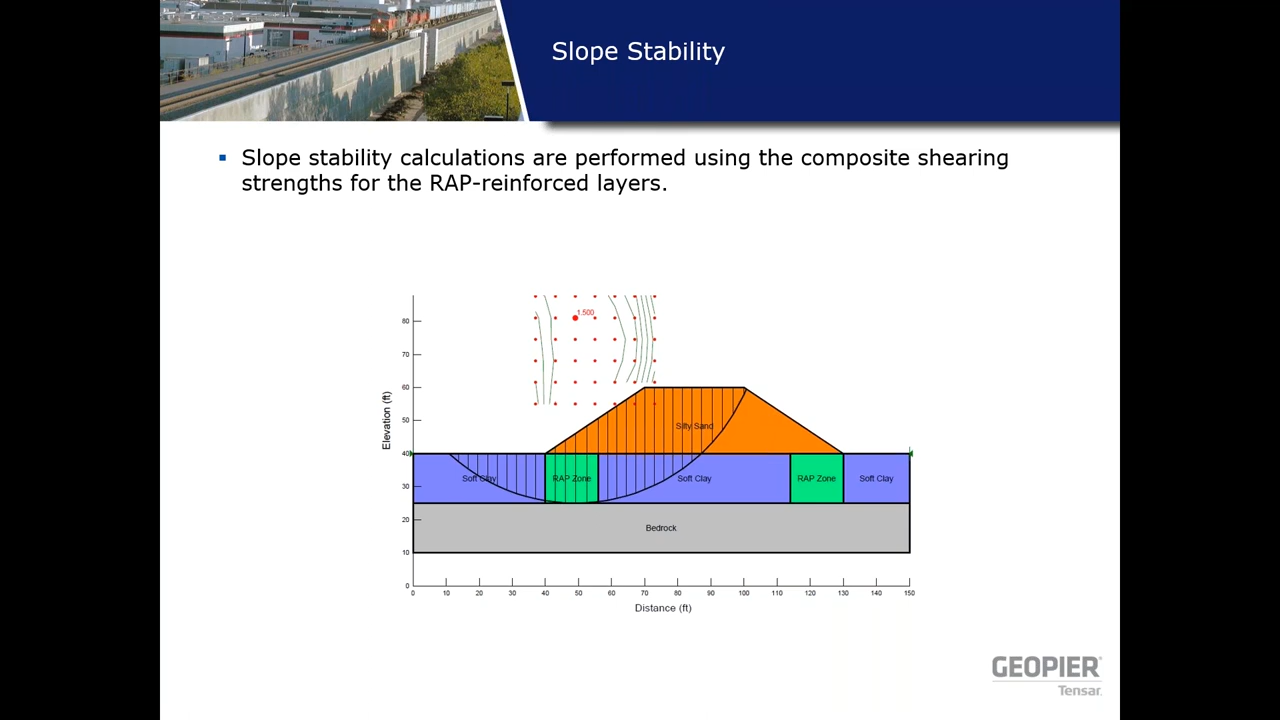 Slope Stability
▪ Slope stability calculations are performed using the composite shearing
strengths for the RAP-reinforced layers.
1.500
80
70
60
50
40
30
20
10
0
Elevation (ft)
Silty Sand
Soft Clay
RAP Zone
Soft Clay
RAP Zone
Soft Clay
Bedrock
0 10 20 30 40 50 60 70 80 90 100 110 120 130 140 150
Distance (ft)
GEOPIER®
Tensar.